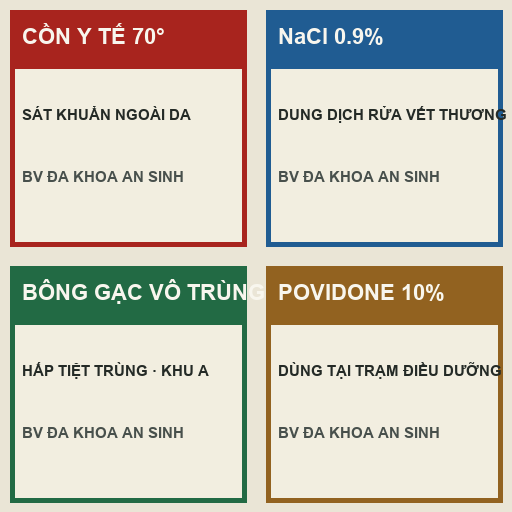 CỒN Y TẾ 70°
SÁT KHUẨN NGOÀI DA
BV ĐA KHOA AN SINH
NaCl 0.9%
DUNG DỊCH RỬA VẾT THƯƠNG
BV ĐA KHOA AN SINH
BÔNG GẠC VÔ TRÙNG
HẤP TIỆT TRÙNG · KHU A
BV ĐA KHOA AN SINH
POVIDONE 10%
DÙNG TẠI TRẠM ĐIỀU DƯỠNG
BV ĐA KHOA AN SINH